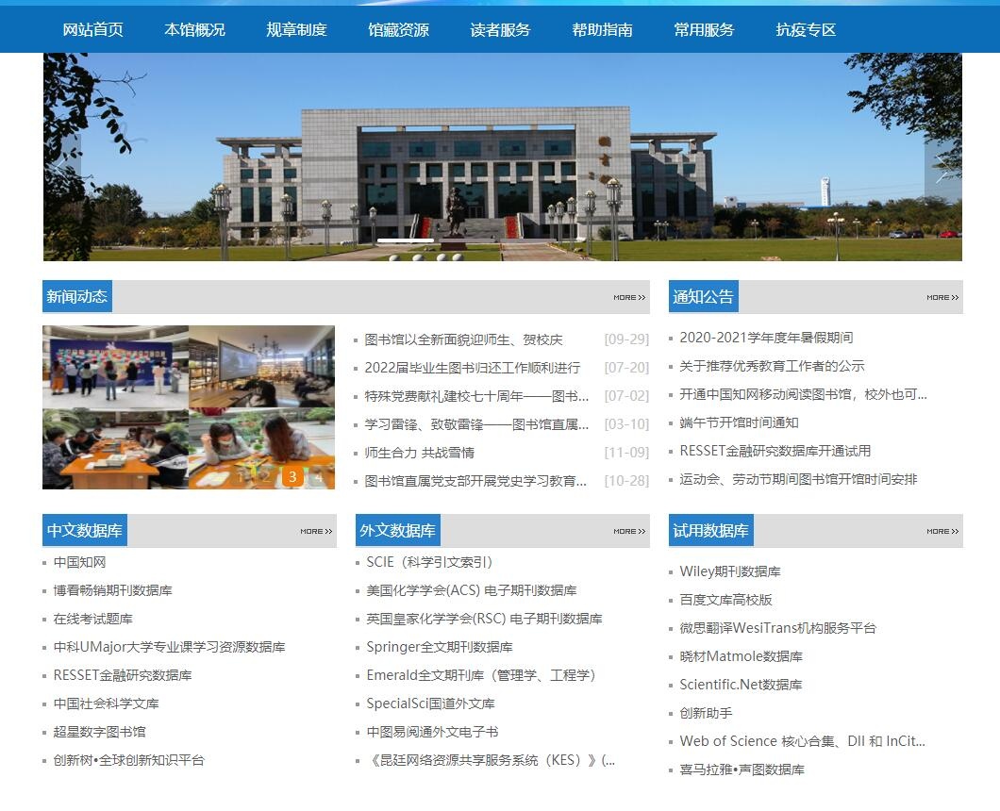 网站首页 本馆概况 规章制度 馆藏资源 读者服务 帮助指南 常用服务 抗疫专区
新闻动态 MORE >>
图书馆以全新面貌迎师生、贺校庆 [09-29]
2022届毕业生图书归还工作顺利进行 [07-20]
特殊党费献礼建校七十周年——图书... [07-02]
学习雷锋、致敬雷锋——图书馆直属... [03-10]
师生合力 共战雪情 [11-09]
图书馆直属党支部开展党史学习教育... [10-28]
1 2 3 4
通知公告 MORE >>
2020-2021学年度年暑假期间
关于推荐优秀教育工作者的公示
开通中国知网移动阅读图书馆，校外也可...
端午节开馆时间通知
RESSET金融研究数据库开通试用
运动会、劳动节期间图书馆开馆时间安排
中文数据库 MORE >>
中国知网
博看畅销期刊数据库
在线考试题库
中科UMajor大学专业课学习资源数据库
RESSET金融研究数据库
中国社会科学文库
超星数字图书馆
创新树•全球创新知识平台
外文数据库 MORE >>
SCIE（科学引文索引）
美国化学学会(ACS) 电子期刊数据库
英国皇家化学学会(RSC) 电子期刊数据库
Springer全文期刊数据库
Emerald全文期刊库（管理学、工程学）
SpecialSci国道外文库
中图易阅通外文电子书
《昆廷网络资源共享服务系统（KES）》(...
试用数据库 MORE >>
Wiley期刊数据库
百度文库高校版
微思翻译WesiTrans机构服务平台
晓材Matmole数据库
Scientific.Net数据库
创新助手
Web of Science 核心合集、DII 和 InCit...
喜马拉雅•声图数据库